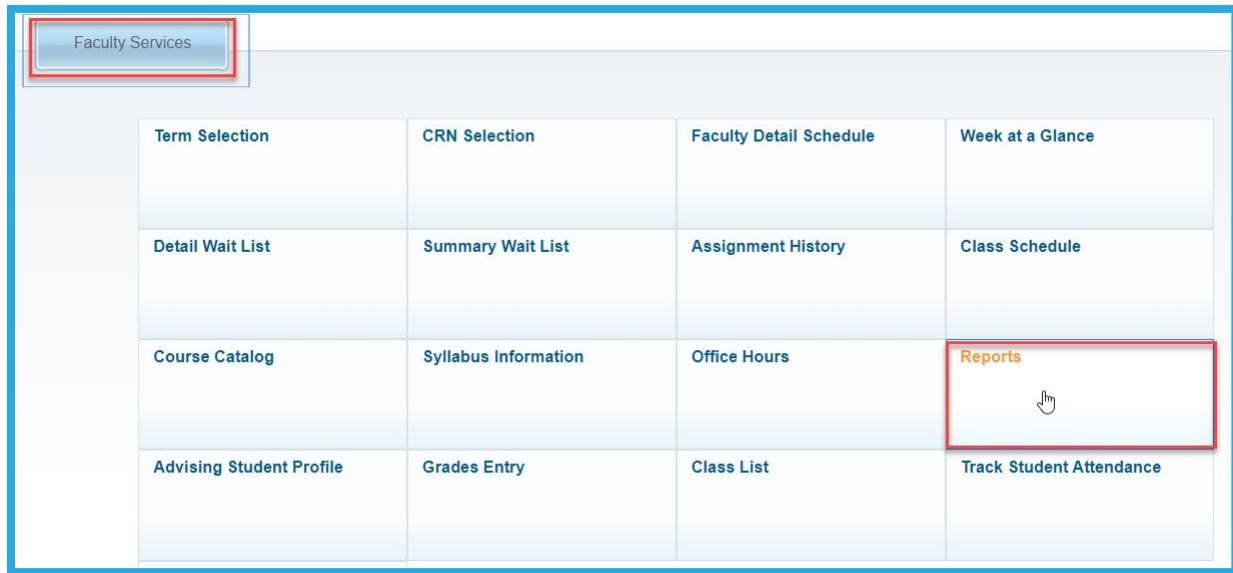 Faculty Services
Term Selection
CRN Selection
Faculty Detail Schedule
Week at a Glance
Detail Wait List
Summary Wait List
Assignment History
Class Schedule
Course Catalog
Syllabus Information
Office Hours
Reports
Advising Student Profile
Grades Entry
Class List
Track Student Attendance